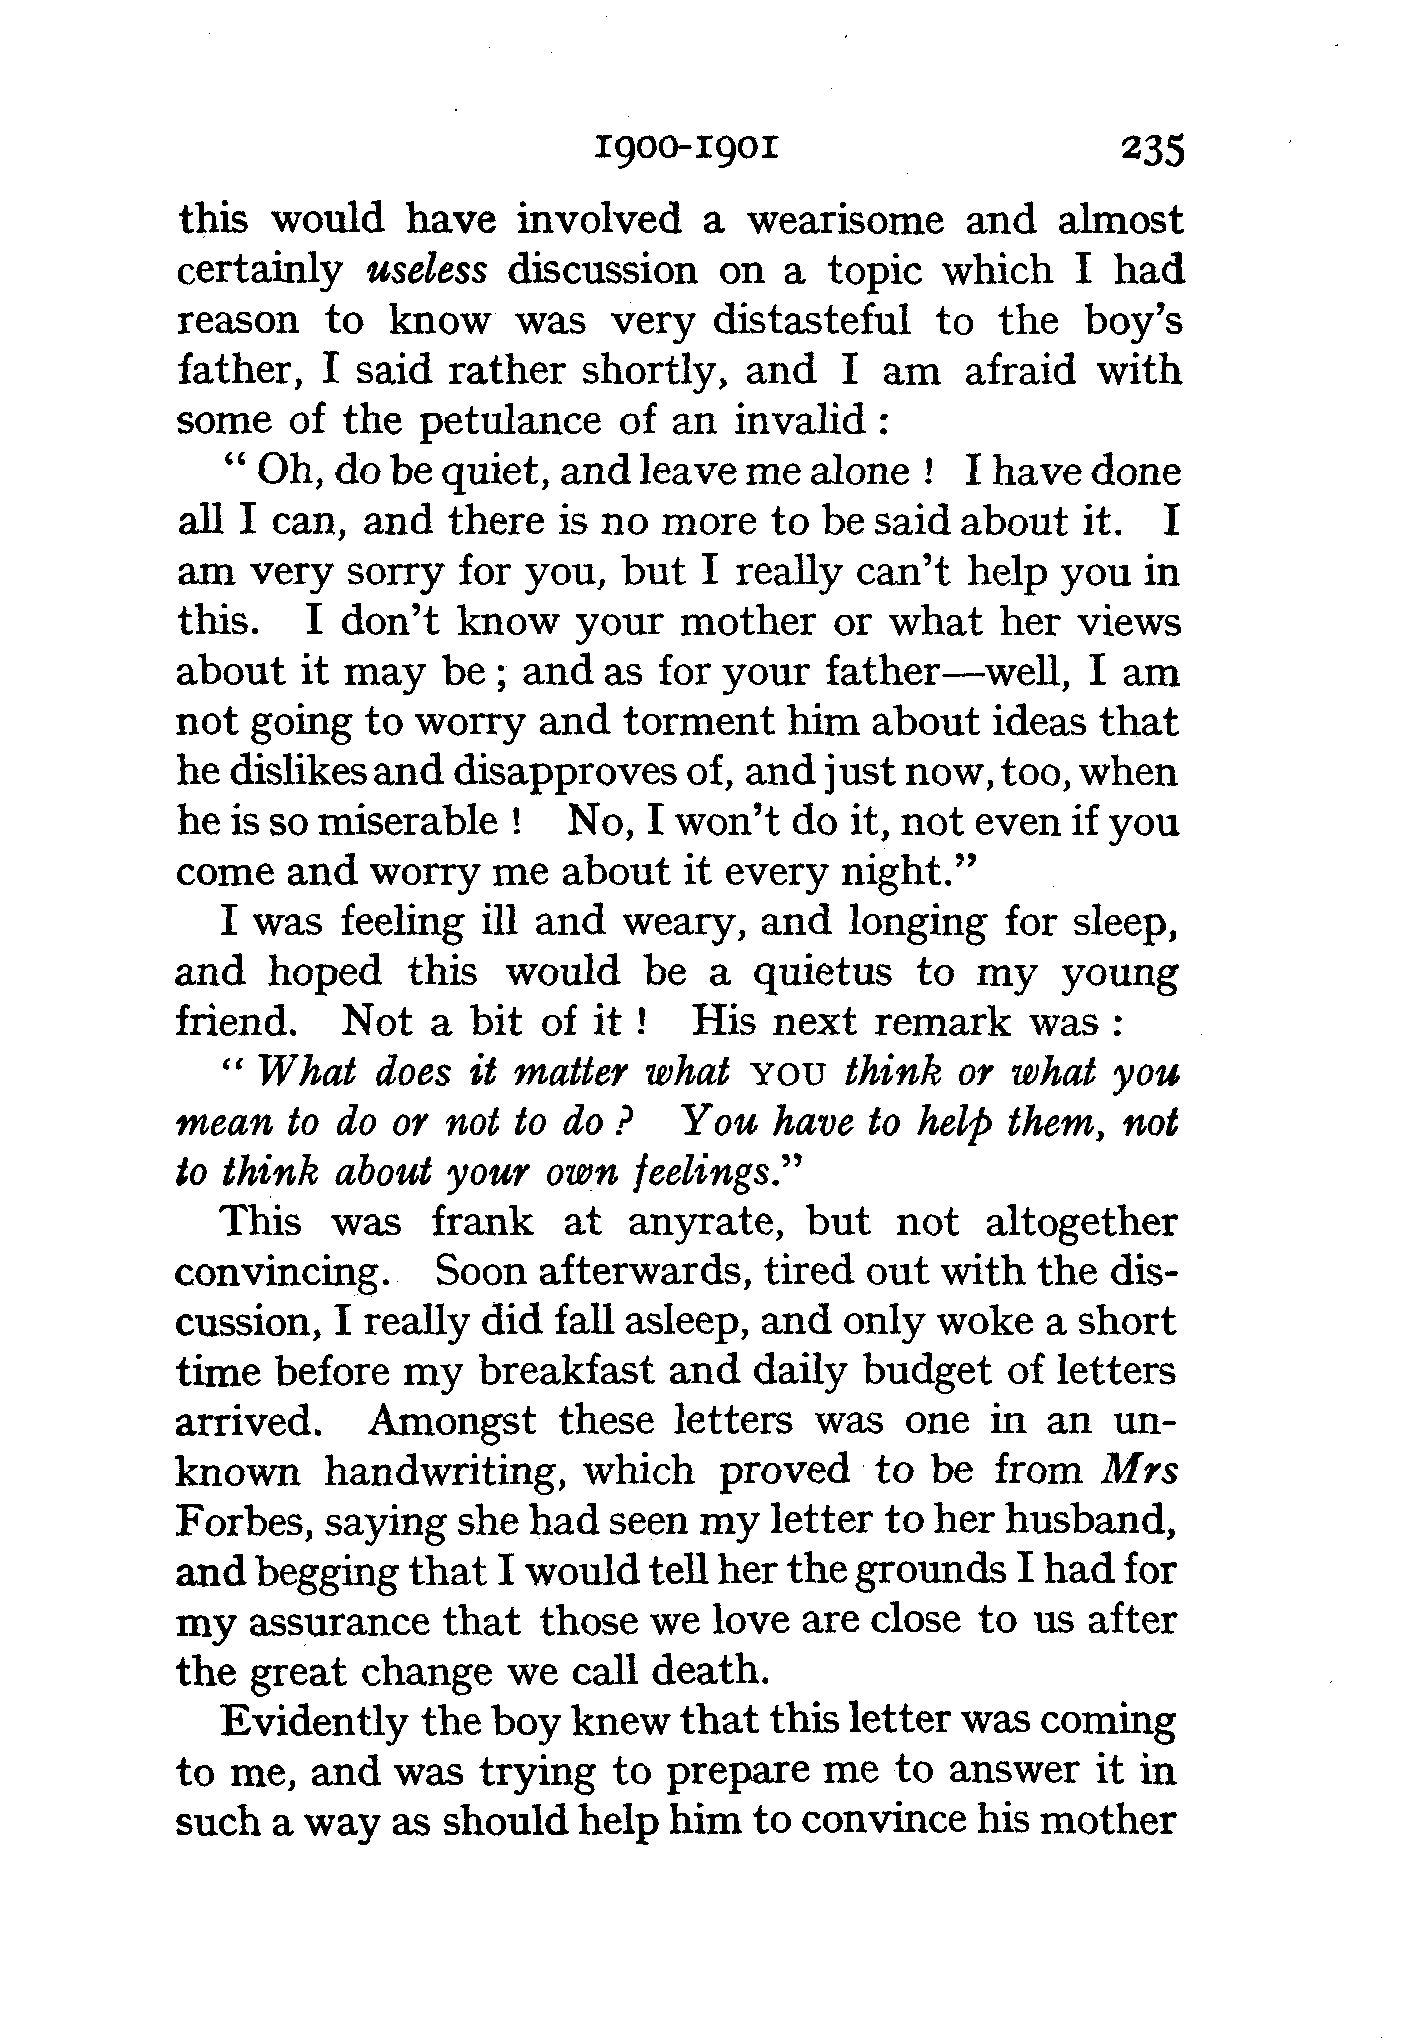 1900-1901 235
this would have involved a wearisome and almost
certainly useless discussion on a topic which I had
reason to know was very distasteful to the boy's
father, I said rather shortly, and I am afraid with
some of the petulance of an invalid :
“ Oh, do be quiet, and leave me alone ! I have done
all I can, and there is no more to be said about it. I
am very sorry for you, but I really can't help you in
this. I don't know your mother or what her views
about it may be ; and as for your father—well, I am
not going to worry and torment him about ideas that
he dislikes and disapproves of, and just now, too, when
he is so miserable ! No, I won't do it, not even if you
come and worry me about it every night.”
I was feeling ill and weary, and longing for sleep,
and hoped this would be a quietus to my young
friend. Not a bit of it ! His next remark was :
“ What does it matter what YOU think or what you
mean to do or not to do ? You have to help them, not
to think about your own feelings.”
This was frank at anyrate, but not altogether
convincing. Soon afterwards, tired out with the dis-
cussion, I really did fall asleep, and only woke a short
time before my breakfast and daily budget of letters
arrived. Amongst these letters was one in an un-
known handwriting, which proved to be from Mrs
Forbes, saying she had seen my letter to her husband,
and begging that I would tell her the grounds I had for
my assurance that those we love are close to us after
the great change we call death.
Evidently the boy knew that this letter was coming
to me, and was trying to prepare me to answer it in
such a way as should help him to convince his mother